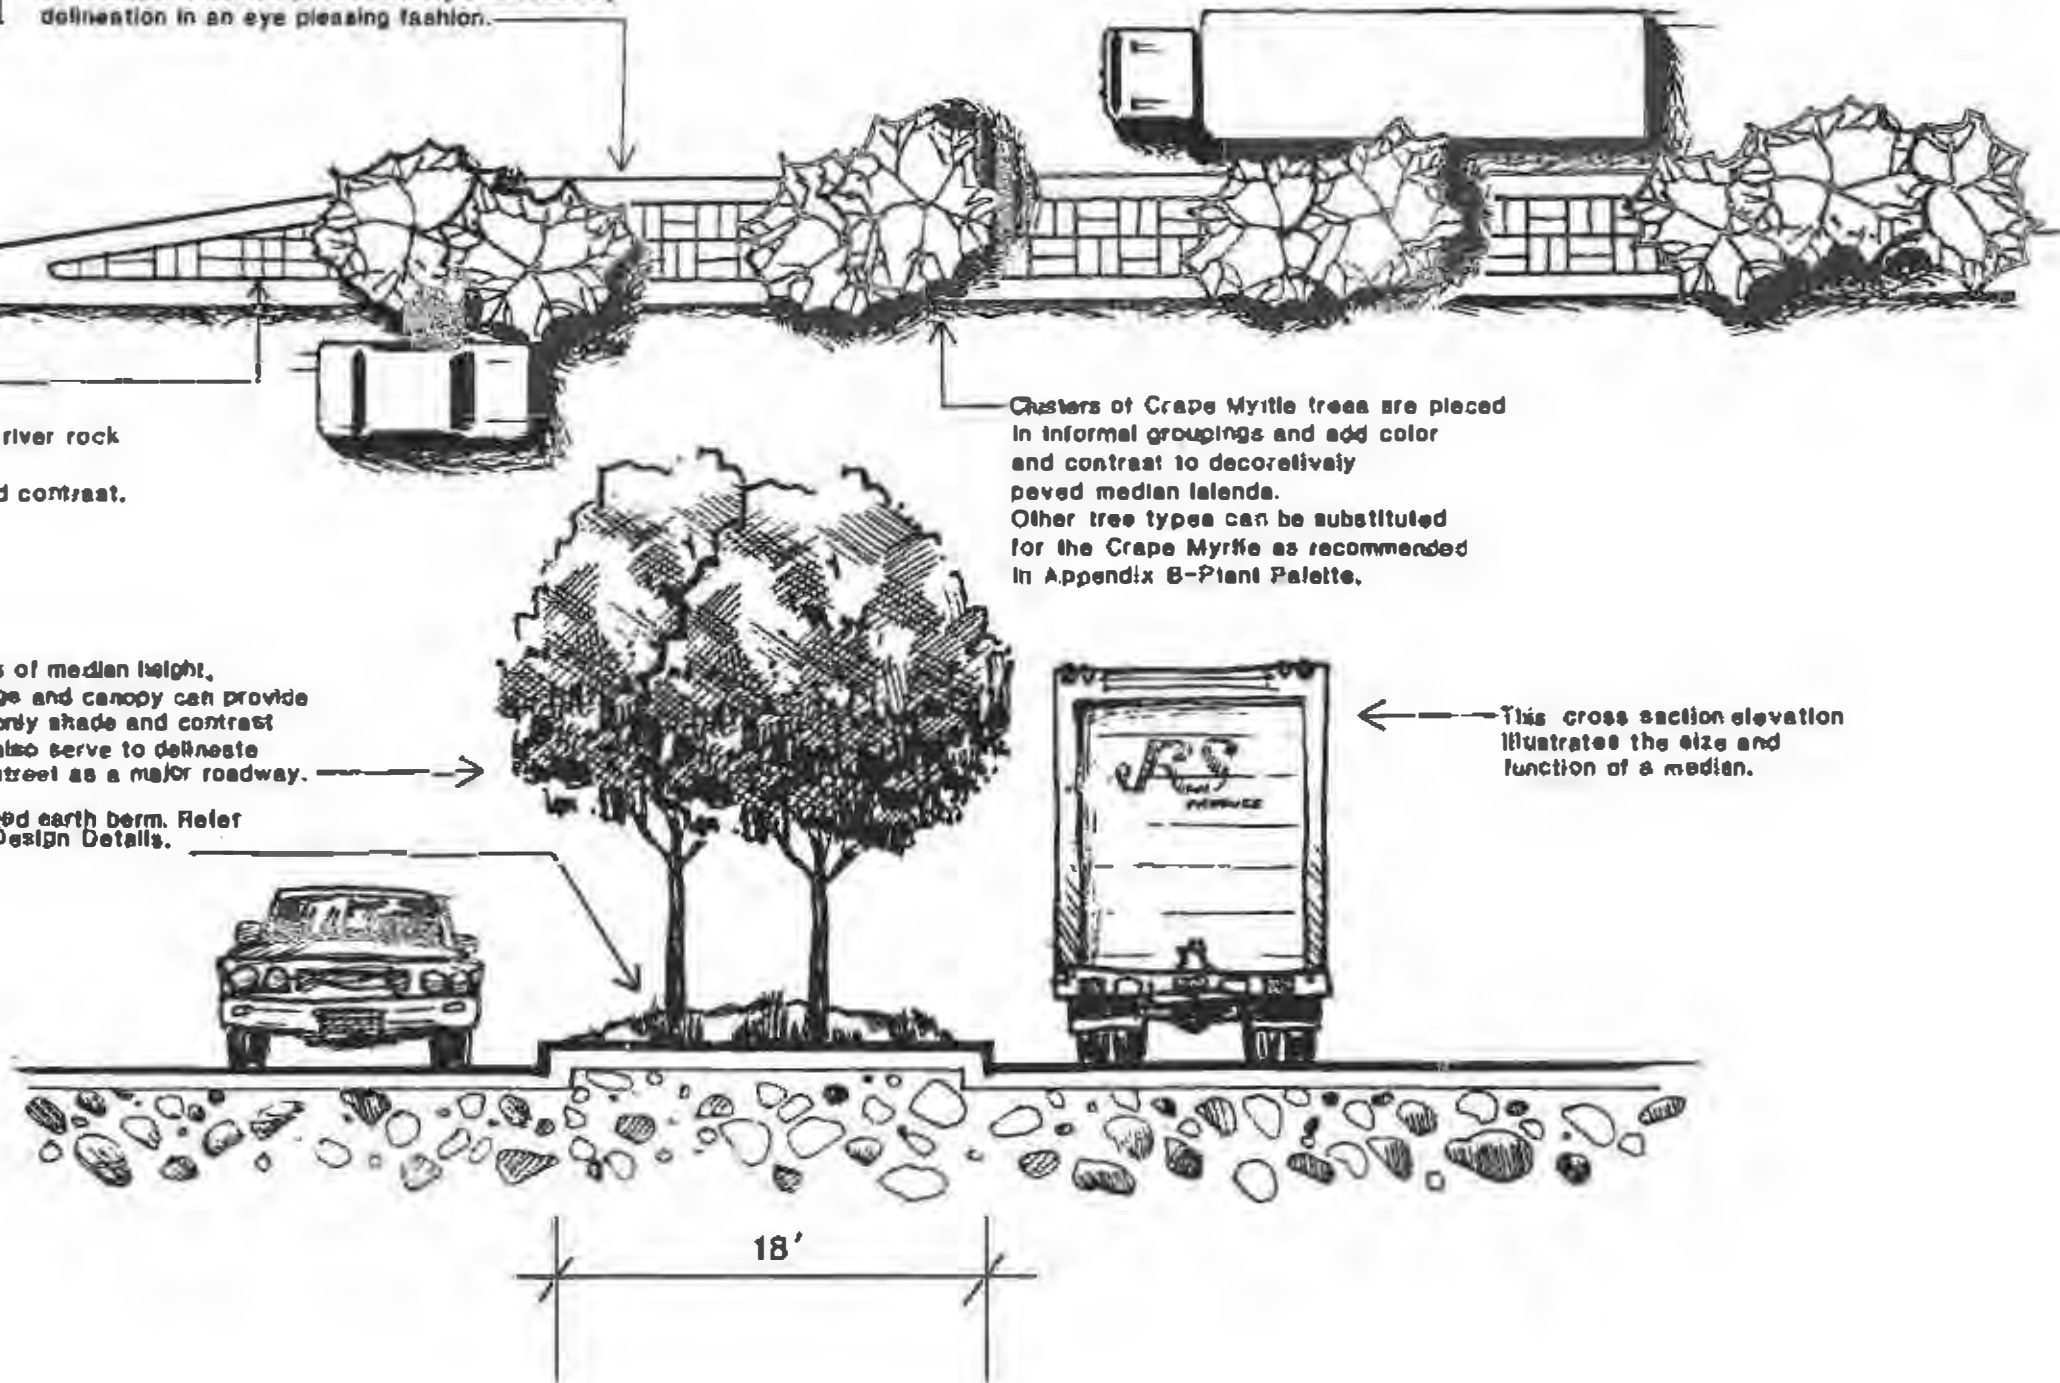 delineation in an eye pleasing fashion.
river rock
d contrast.
Clusters of Crape Myrtle trees are placed
in informal groupings and add color
and contrast to decoratively
paved median islands.
Other tree types can be substituted
for the Crape Myrtle as recommended
in Appendix B-Plant Palette.
s of median height,
ge and canopy can provide
only shade and contrast
also serve to delineate
treet as a major roadway.
ed earth berm. Refer
Design Details.
This cross section elevation
illustrates the size and
function of a median.
PRODUCE
18'